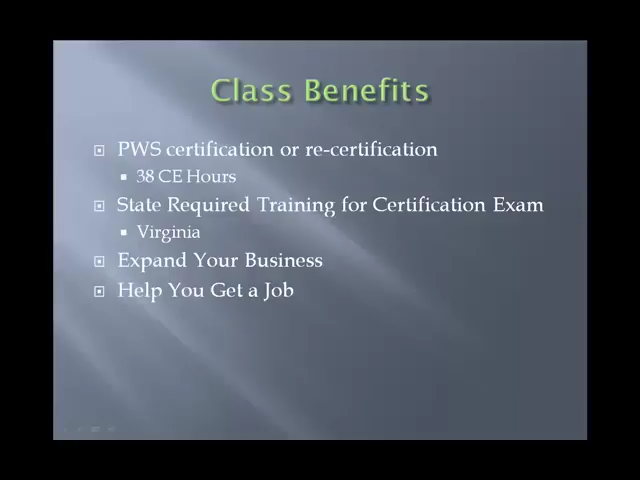 Class Benefits
PWS certification or re-certification
38 CE Hours
State Required Training for Certification Exam
Virginia
Expand Your Business
Help You Get a Job